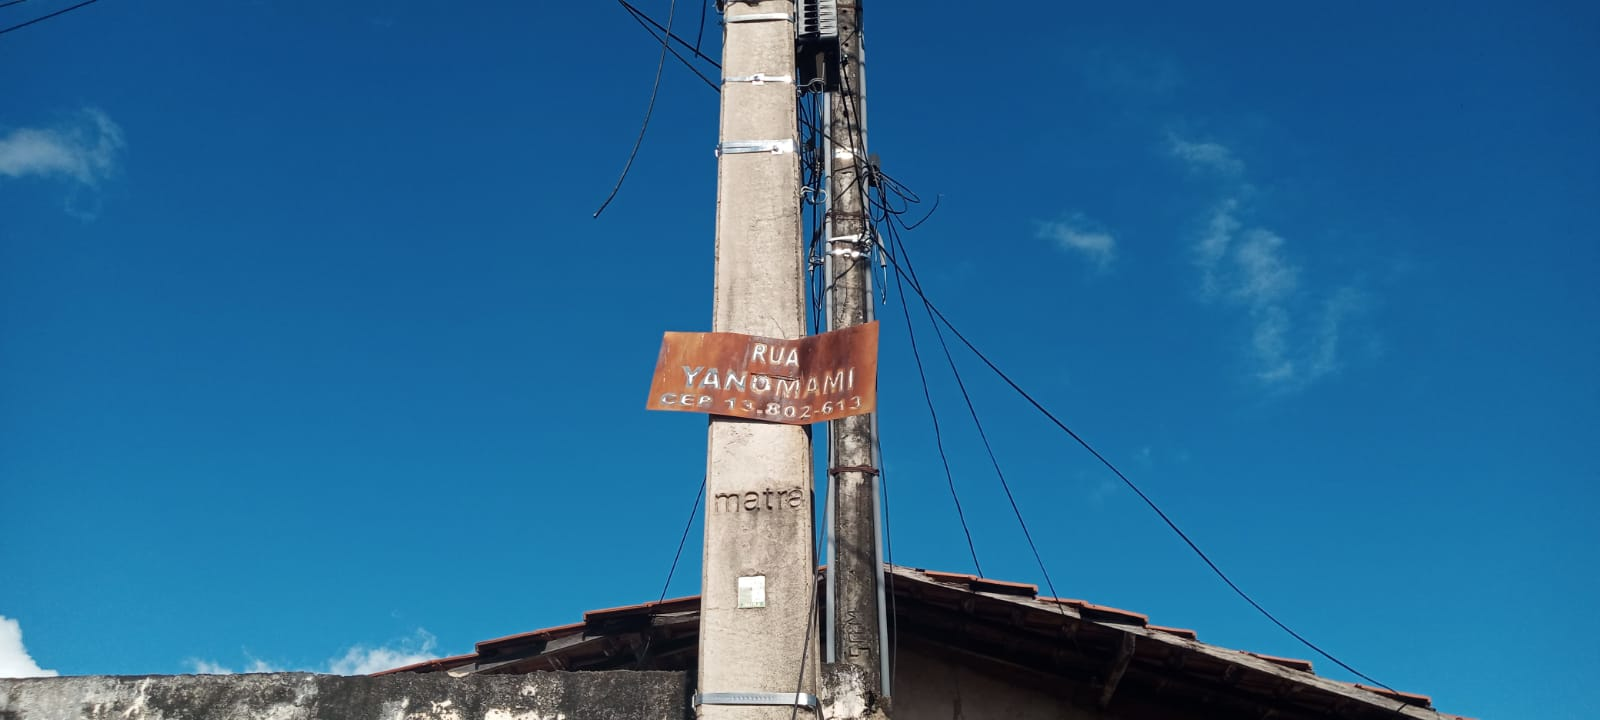 RUA
YANOMAMI
CEP 13.802-613
matra